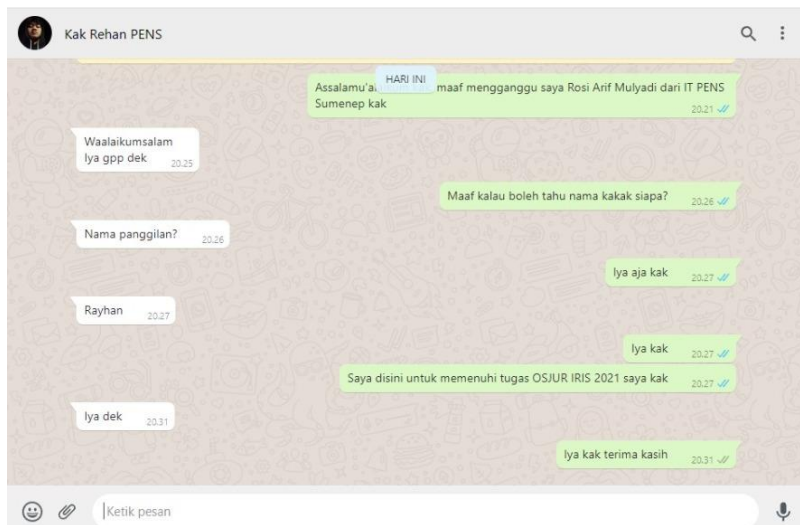 Kak Rehan PENS
HARI INI
Assalamu'al maaf mengganggu saya Rosi Arif Mulyadi dari IT PENS
Sumenep kak
20.21
Waalaikumsalam
Iya gpp dek 20.25
Maaf kalau boleh tahu nama kakak siapa? 20.26
Nama panggilan? 20.26
Iya aja kak 20.27
Rayhan 20.27
Iya kak 20.27
Saya disini untuk memenuhi tugas OSJUR IRIS 2021 saya kak 20.27
Iya dek 20.31
Iya kak terima kasih 20.31
Ketik pesan